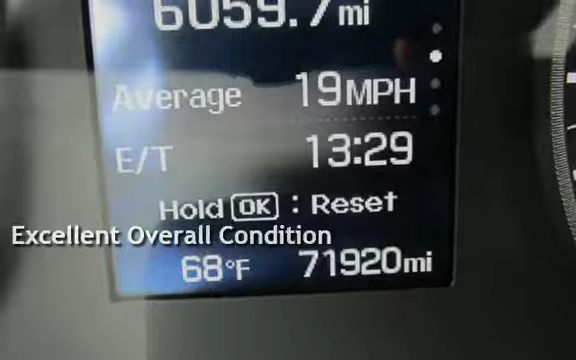 6059.7mi
Average 19MPH
E/T 13:29
Hold OK : Reset
Excellent Overall Condition
68°F 71920mi